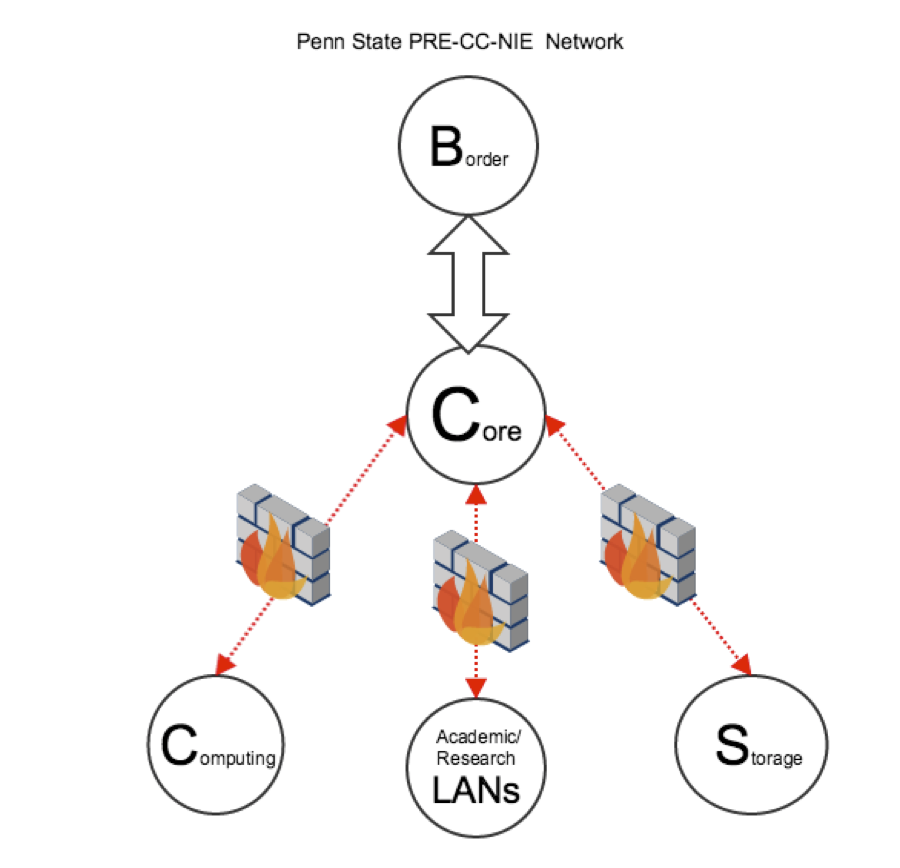 Penn State PRE-CC-NIE Network
Border
Core
Computing
Academic/
Research
LANs
Storage